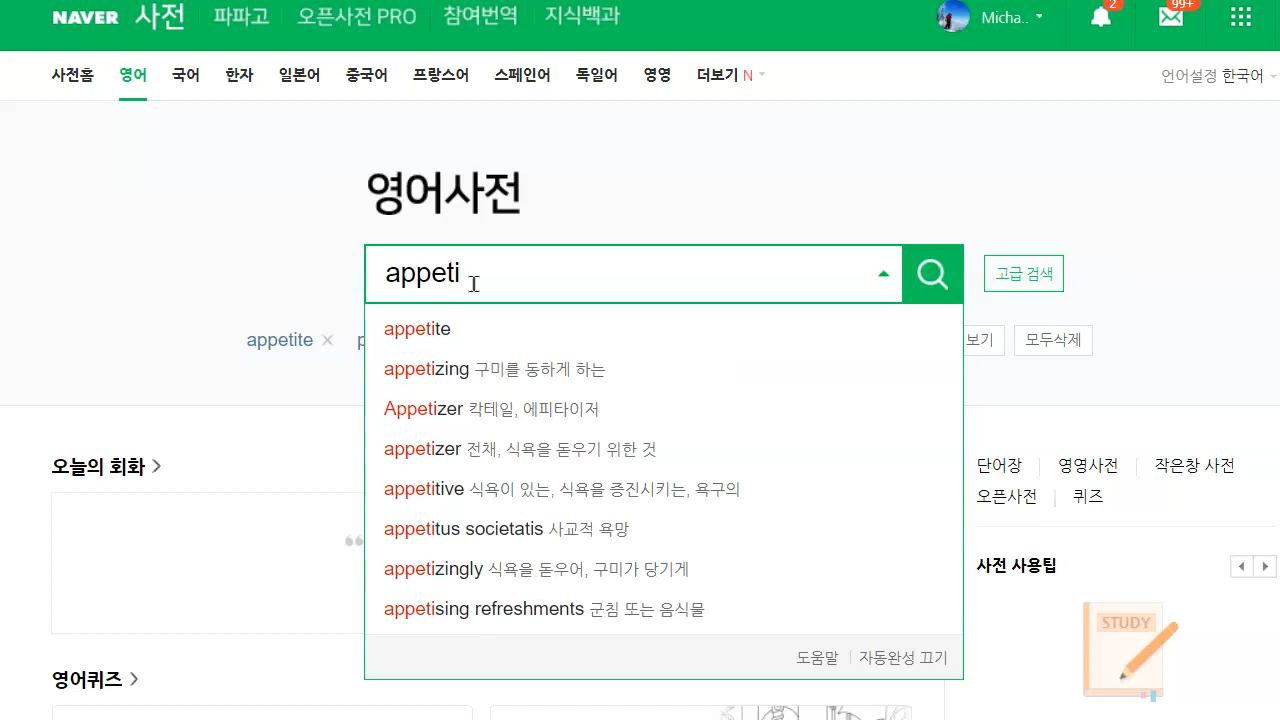 NAVER 사전 파파고 오픈사전 PRO 참여번역 지식백과 Micha.. 2 99+
사전홈 영어 국어 한자 일본어 중국어 프랑스어 스페인어 독일어 영영 더보기 N 언어설정 한국어
영어사전
appeti 고급 검색
appetite × p 보기 모두삭제
appetite
appetizing 구미를 동하게 하는
Appetizer 칵테일, 에피타이저
appetizer 전채, 식욕을 돋우기 위한 것
appetitive 식욕이 있는, 식욕을 증진시키는, 욕구의
appetitus societatis 사교적 욕망
appetizingly 식욕을 돋우어, 구미가 당기게
appetising refreshments 군침 또는 음식물
도움말 자동완성 끄기
오늘의 회화
영어퀴즈
단어장 영영사전 작은창 사전
오픈사전 퀴즈
사전 사용팁
STUDY